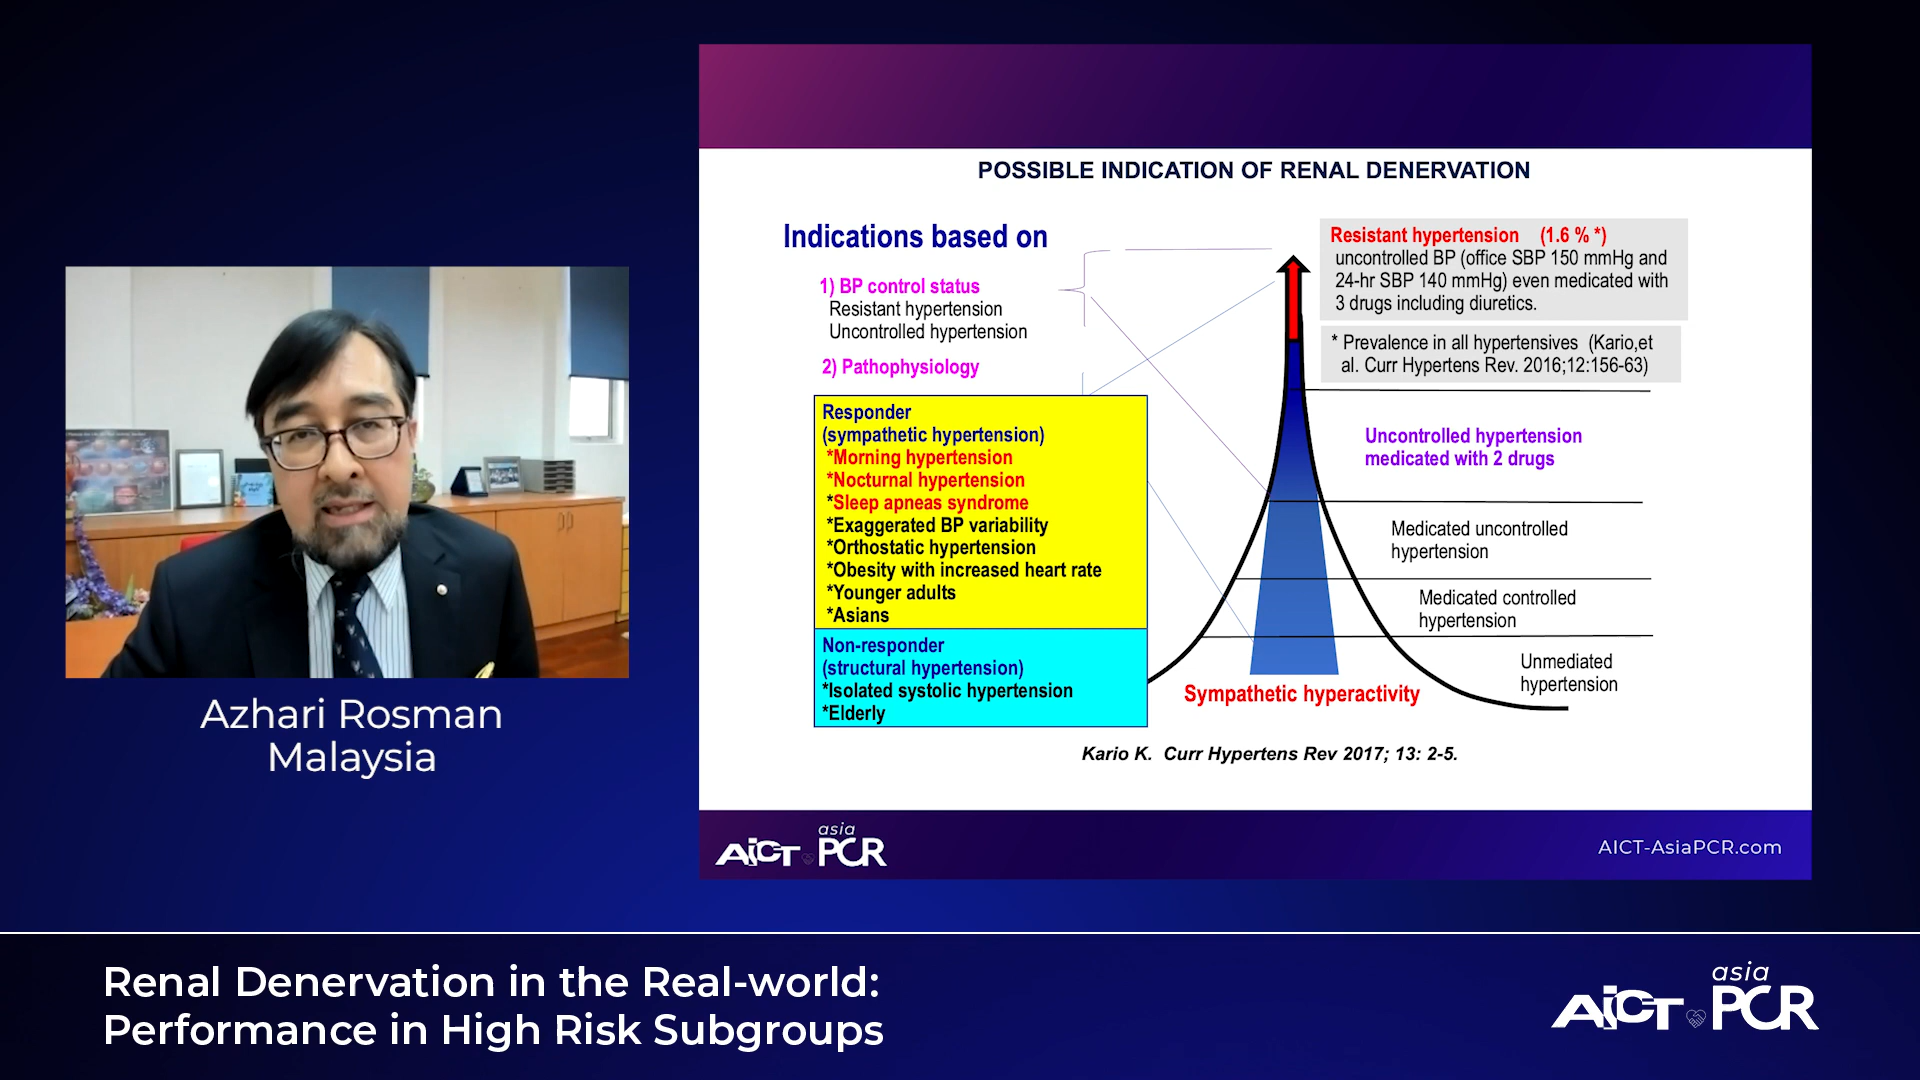 POSSIBLE INDICATION OF RENAL DENERVATION
Indications based on
1) BP control status
Resistant hypertension
Uncontrolled hypertension
2) Pathophysiology
Responder
(sympathetic hypertension)
*Morning hypertension
*Nocturnal hypertension
*Sleep apneas syndrome
*Exaggerated BP variability
*Orthostatic hypertension
*Obesity with increased heart rate
*Younger adults
*Asians
Non-responder
(structural hypertension)
*Isolated systolic hypertension
*Elderly
Resistant hypertension (1.6 % *)
uncontrolled BP (office SBP 150 mmHg and
24-hr SBP 140 mmHg) even medicated with
3 drugs including diuretics.
* Prevalence in all hypertensives (Kario,et
al. Curr Hypertens Rev. 2016;12:156-63)
Uncontrolled hypertension
medicated with 2 drugs
Medicated uncontrolled
hypertension
Medicated controlled
hypertension
Unmediated
hypertension
Sympathetic hyperactivity
Kario K. Curr Hypertens Rev 2017; 13: 2-5.
asia
AICT PCR
AICT-AsiaPCR.com
Azhari Rosman
Malaysia
Renal Denervation in the Real-world:
Performance in High Risk Subgroups
asia
AICT PCR